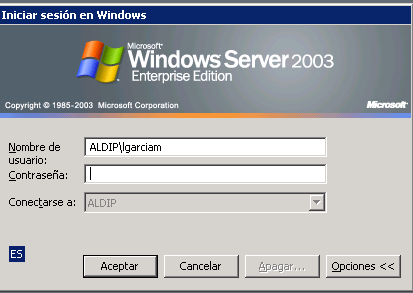 Iniciar sesión en Windows
Microsoft
Windows Server 2003
Enterprise Edition
Copyright © 1985-2003 Microsoft Corporation
Microsoft
Nombre de usuario:
ALDIP\lgarciam
Contraseña:
Conectarse a:
ALDIP
ES
Aceptar
Cancelar
Apagar...
Opciones <<